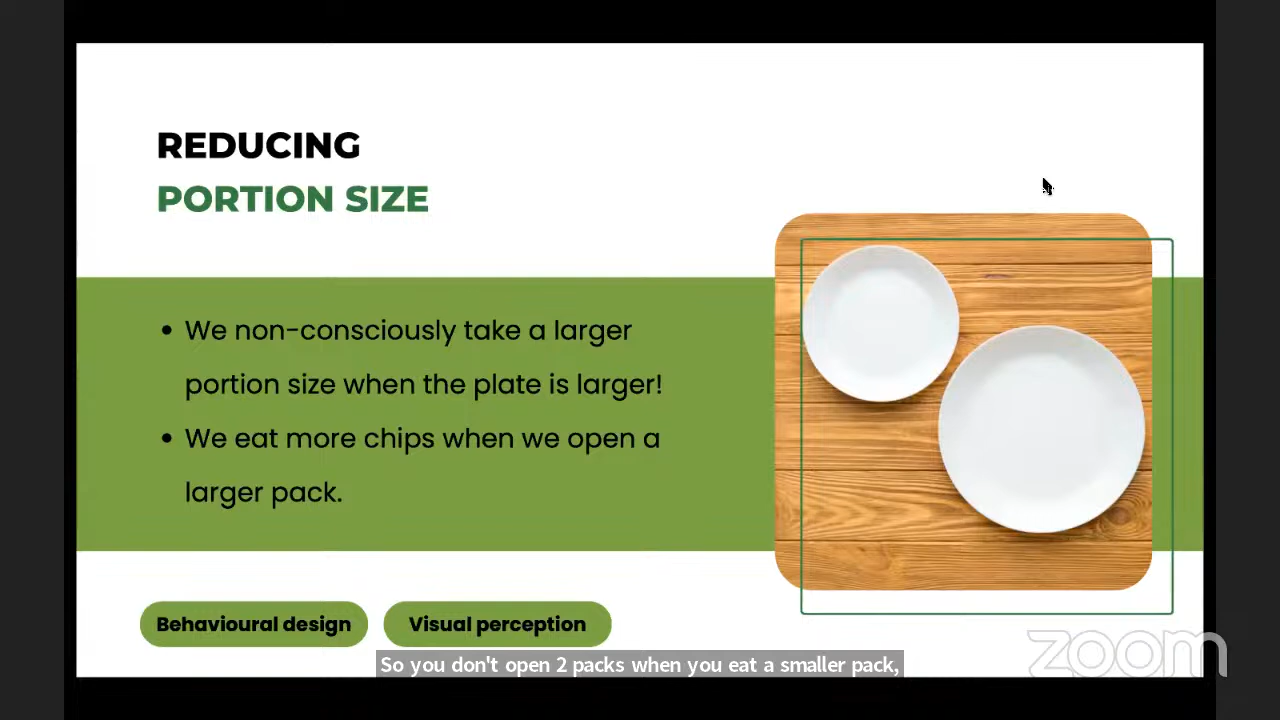 REDUCING
PORTION SIZE
• We non-consciously take a larger
portion size when the plate is larger!
• We eat more chips when we open a
larger pack.
Behavioural design
Visual perception
So you don't open 2 packs when you eat a smaller pack,
zoom